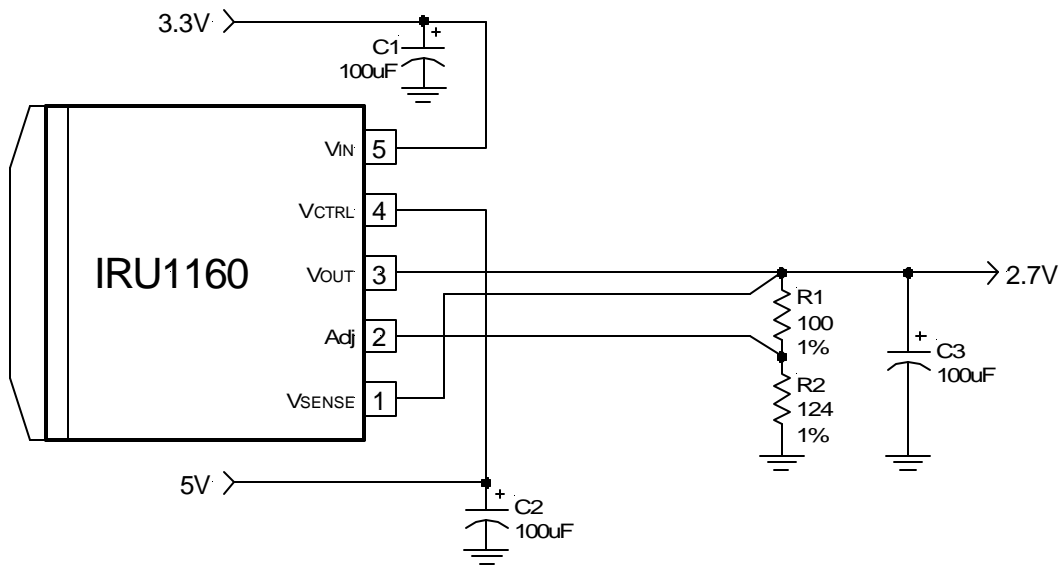 3.3V
+
C1
100uF
VIN 5
VCTRL 4
IRU1160
VOUT 3
2.7V
R1
100
1%
Adj 2
+
C3
100uF
R2
124
1%
VSENSE 1
5V
+
C2
100uF